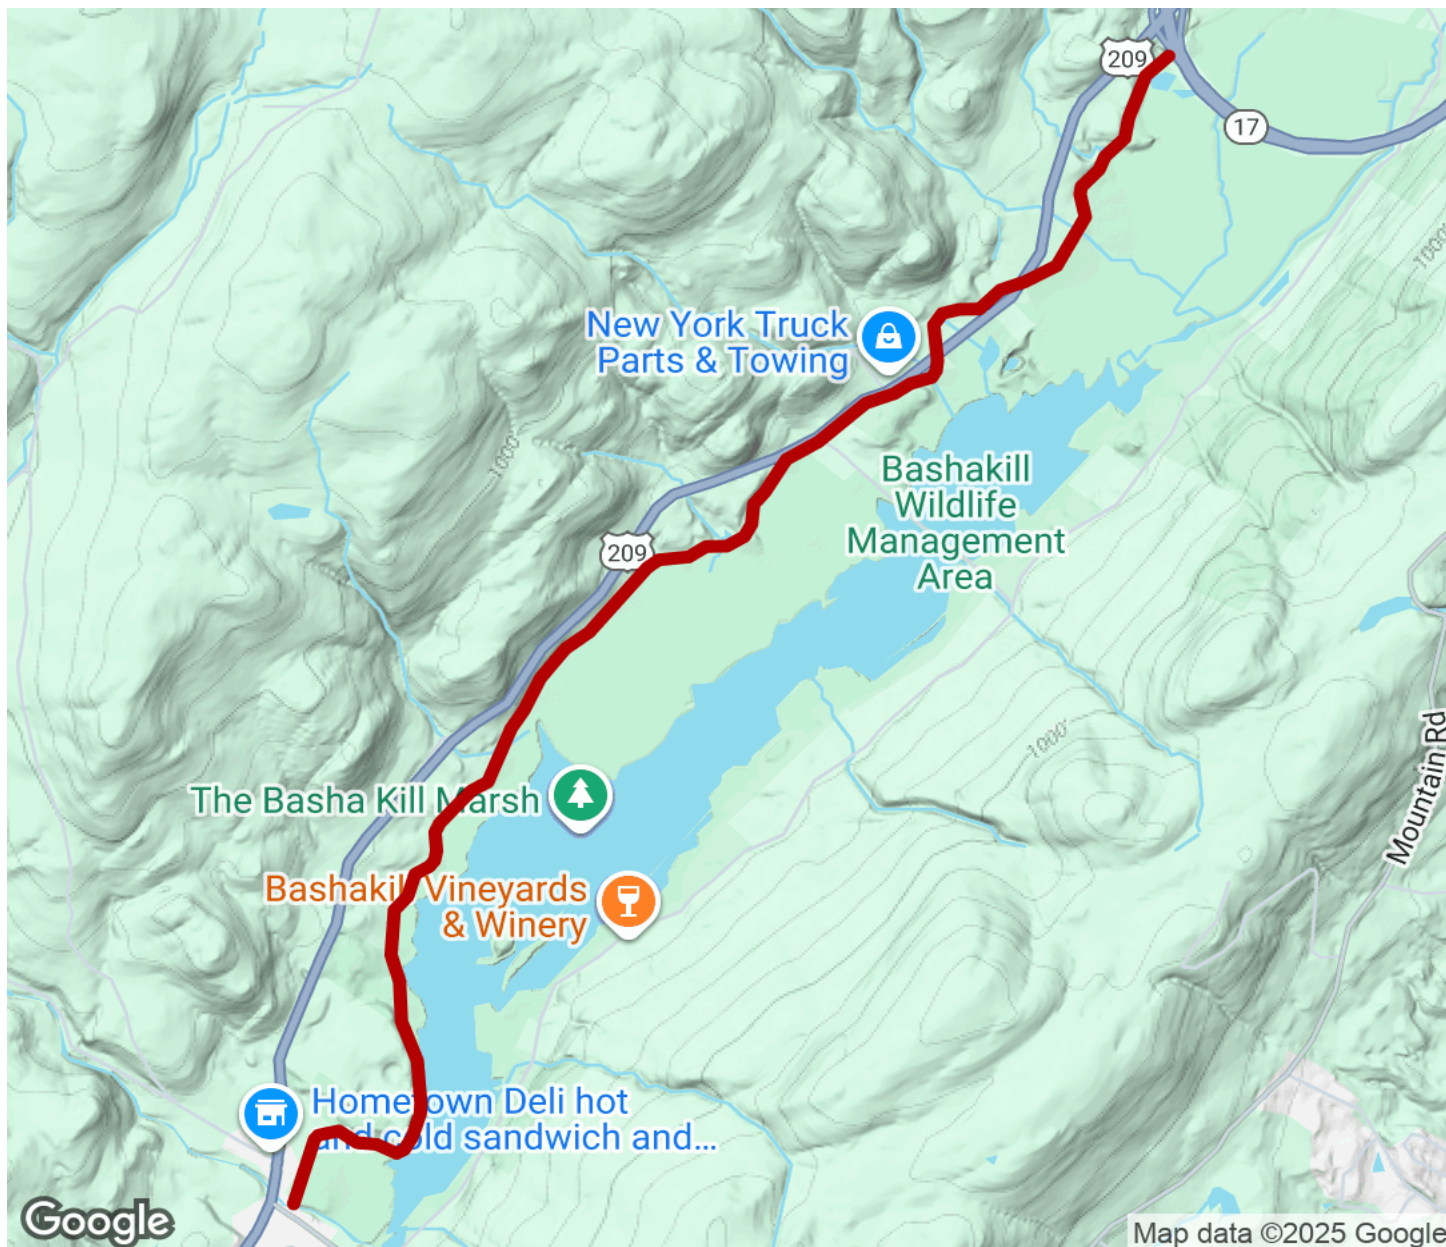 209
17
1000'
New York Truck
Parts & Towing
1000'
Bashakill
Wildlife
Management
Area
209
1000'
Mountain Rd
The Basha Kill Marsh
Bashakill Vineyards
& Winery
Hometown Deli hot
and cold sandwich and...
Google
Map data ©2025 Google